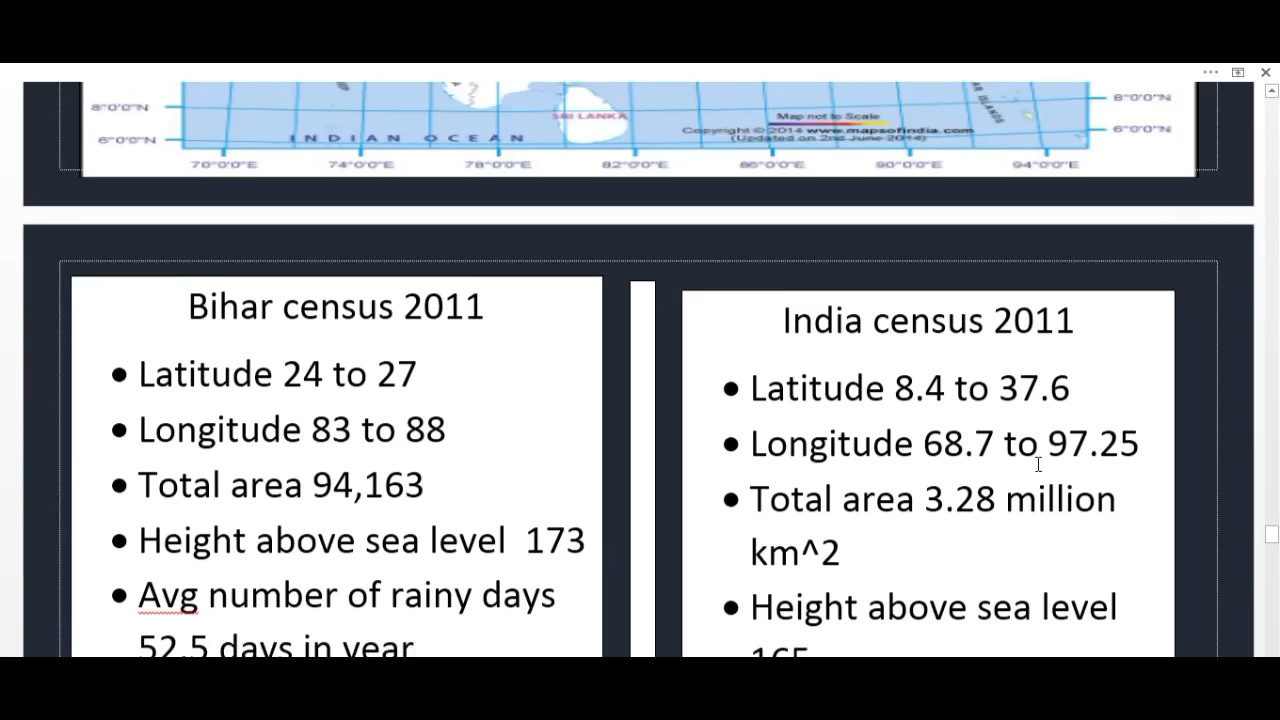 8°0'0"N
8°0'0"N
SRI LANKA
Map not to Scale
6°0'0"N
INDIAN OCEAN
Copyright © 2014 www.mapsofindia.com
6°0'0"N
(Updated on 2nd June 2014)
70°0'0"E 74°0'0"E 78°0'0"E 82°0'0"E 86°0'0"E 90°0'0"E 94°0'0"E
Bihar census 2011
• Latitude 24 to 27
• Longitude 83 to 88
• Total area 94,163
• Height above sea level 173
• Avg number of rainy days
52.5 days in year
India census 2011
• Latitude 8.4 to 37.6
• Longitude 68.7 to 97.25
• Total area 3.28 million
km^2
• Height above sea level
165